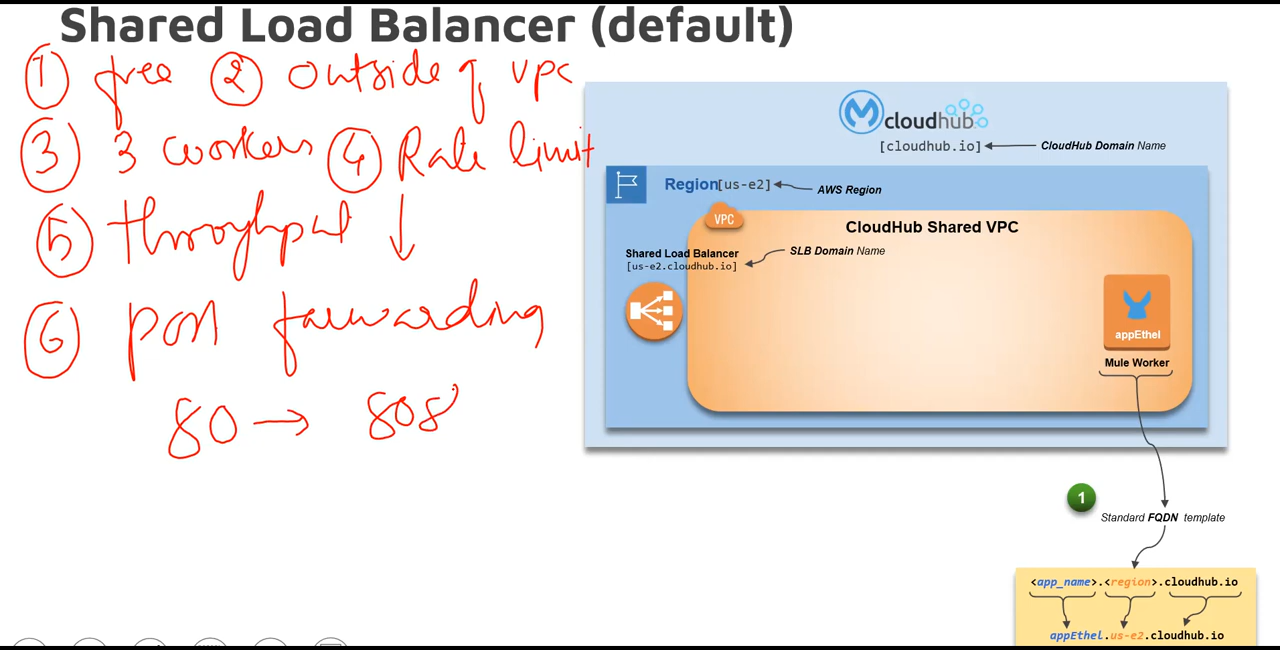 Shared Load Balancer (default)
① free ② outside of vpc
③ 3 workers ④ Rate limit
⑤ throughput ↓
⑥ port forwarding
80 → 808
cloudhub
[cloudhub.io]
CloudHub Domain Name
Region[us-e2]
AWS Region
VPC
CloudHub Shared VPC
Shared Load Balancer
[us-e2.cloudhub.io]
SLB Domain Name
appEthel
Mule Worker
1
Standard FQDN template
<app_name>.<region>.cloudhub.io
appEthel.us-e2.cloudhub.io